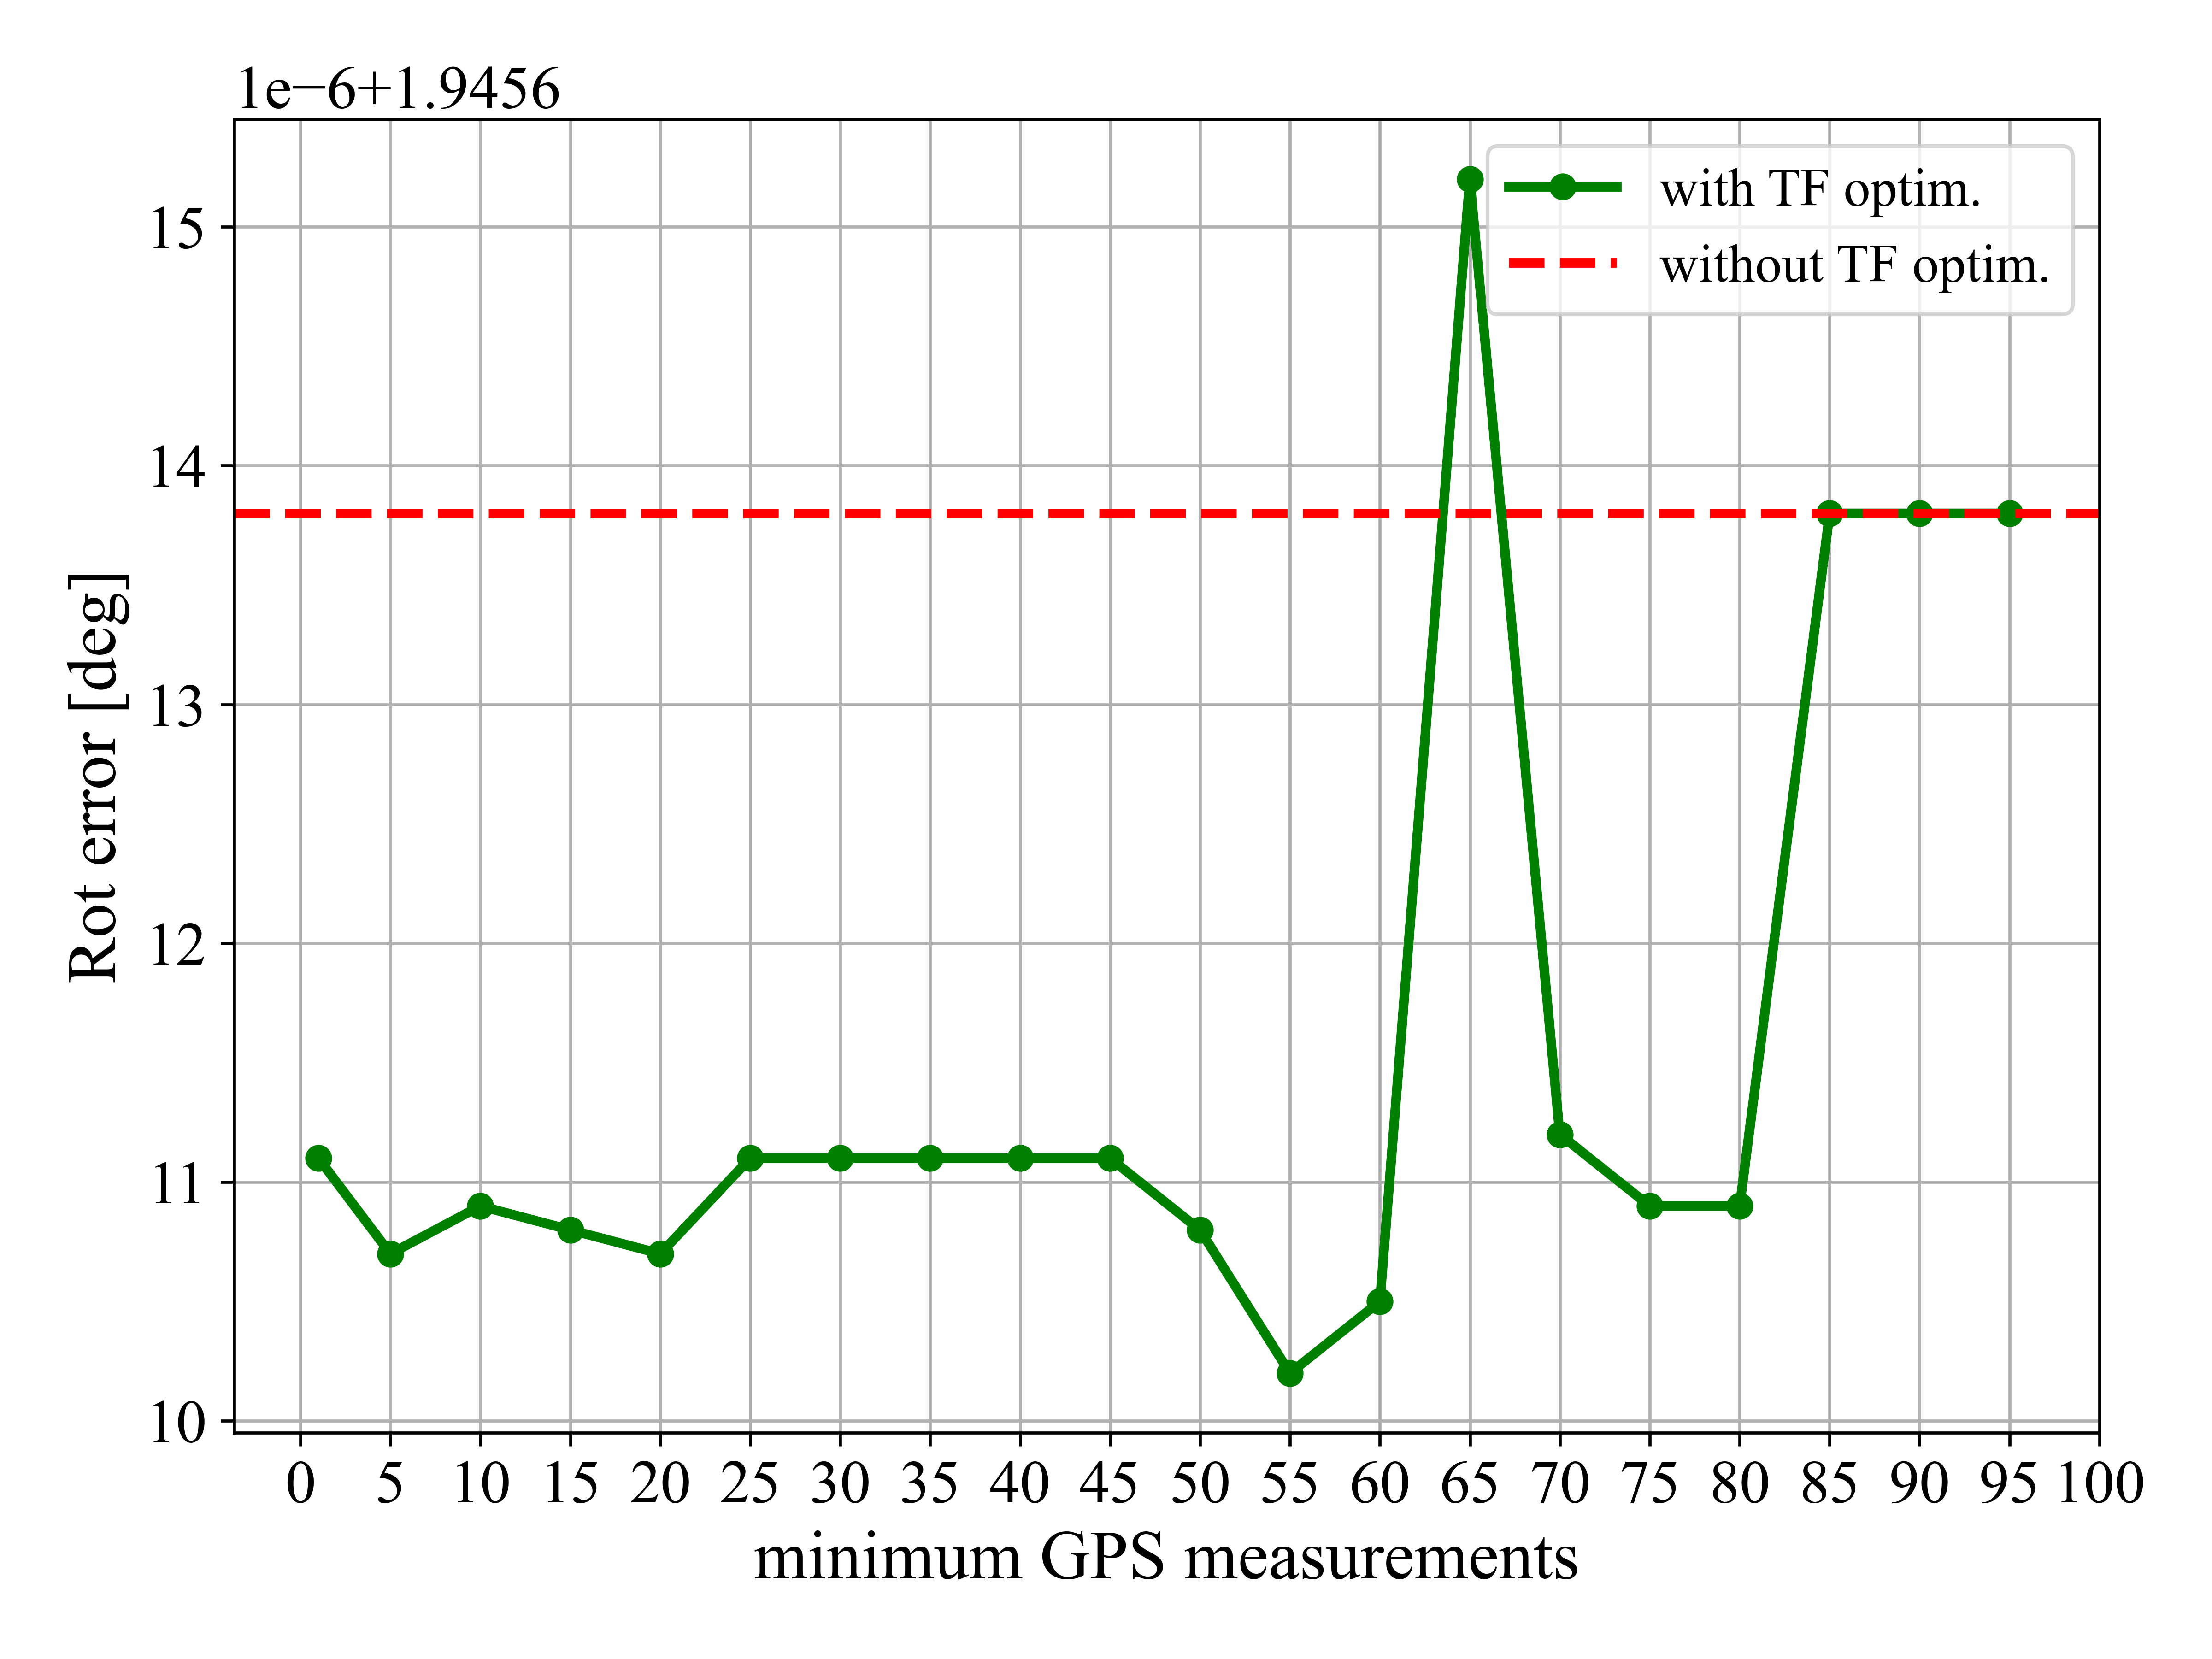 1e−6+1.9456
with TF optim.
without TF optim.
15
14
13
12
11
10
Rot error [deg]
0 5 10 15 20 25 30 35 40 45 50 55 60 65 70 75 80 85 90 95 100
minimum GPS measurements